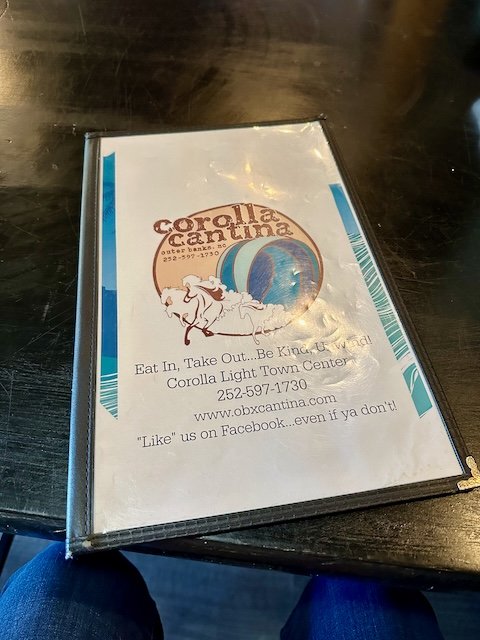 corolla
cantina
outer banks, nc
252-597-1730
Eat In, Take Out...Be Kind, U
Corolla Light Town Center
252-597-1730
www.obxcantina.com
"Like" us on Facebook...even if ya don't!